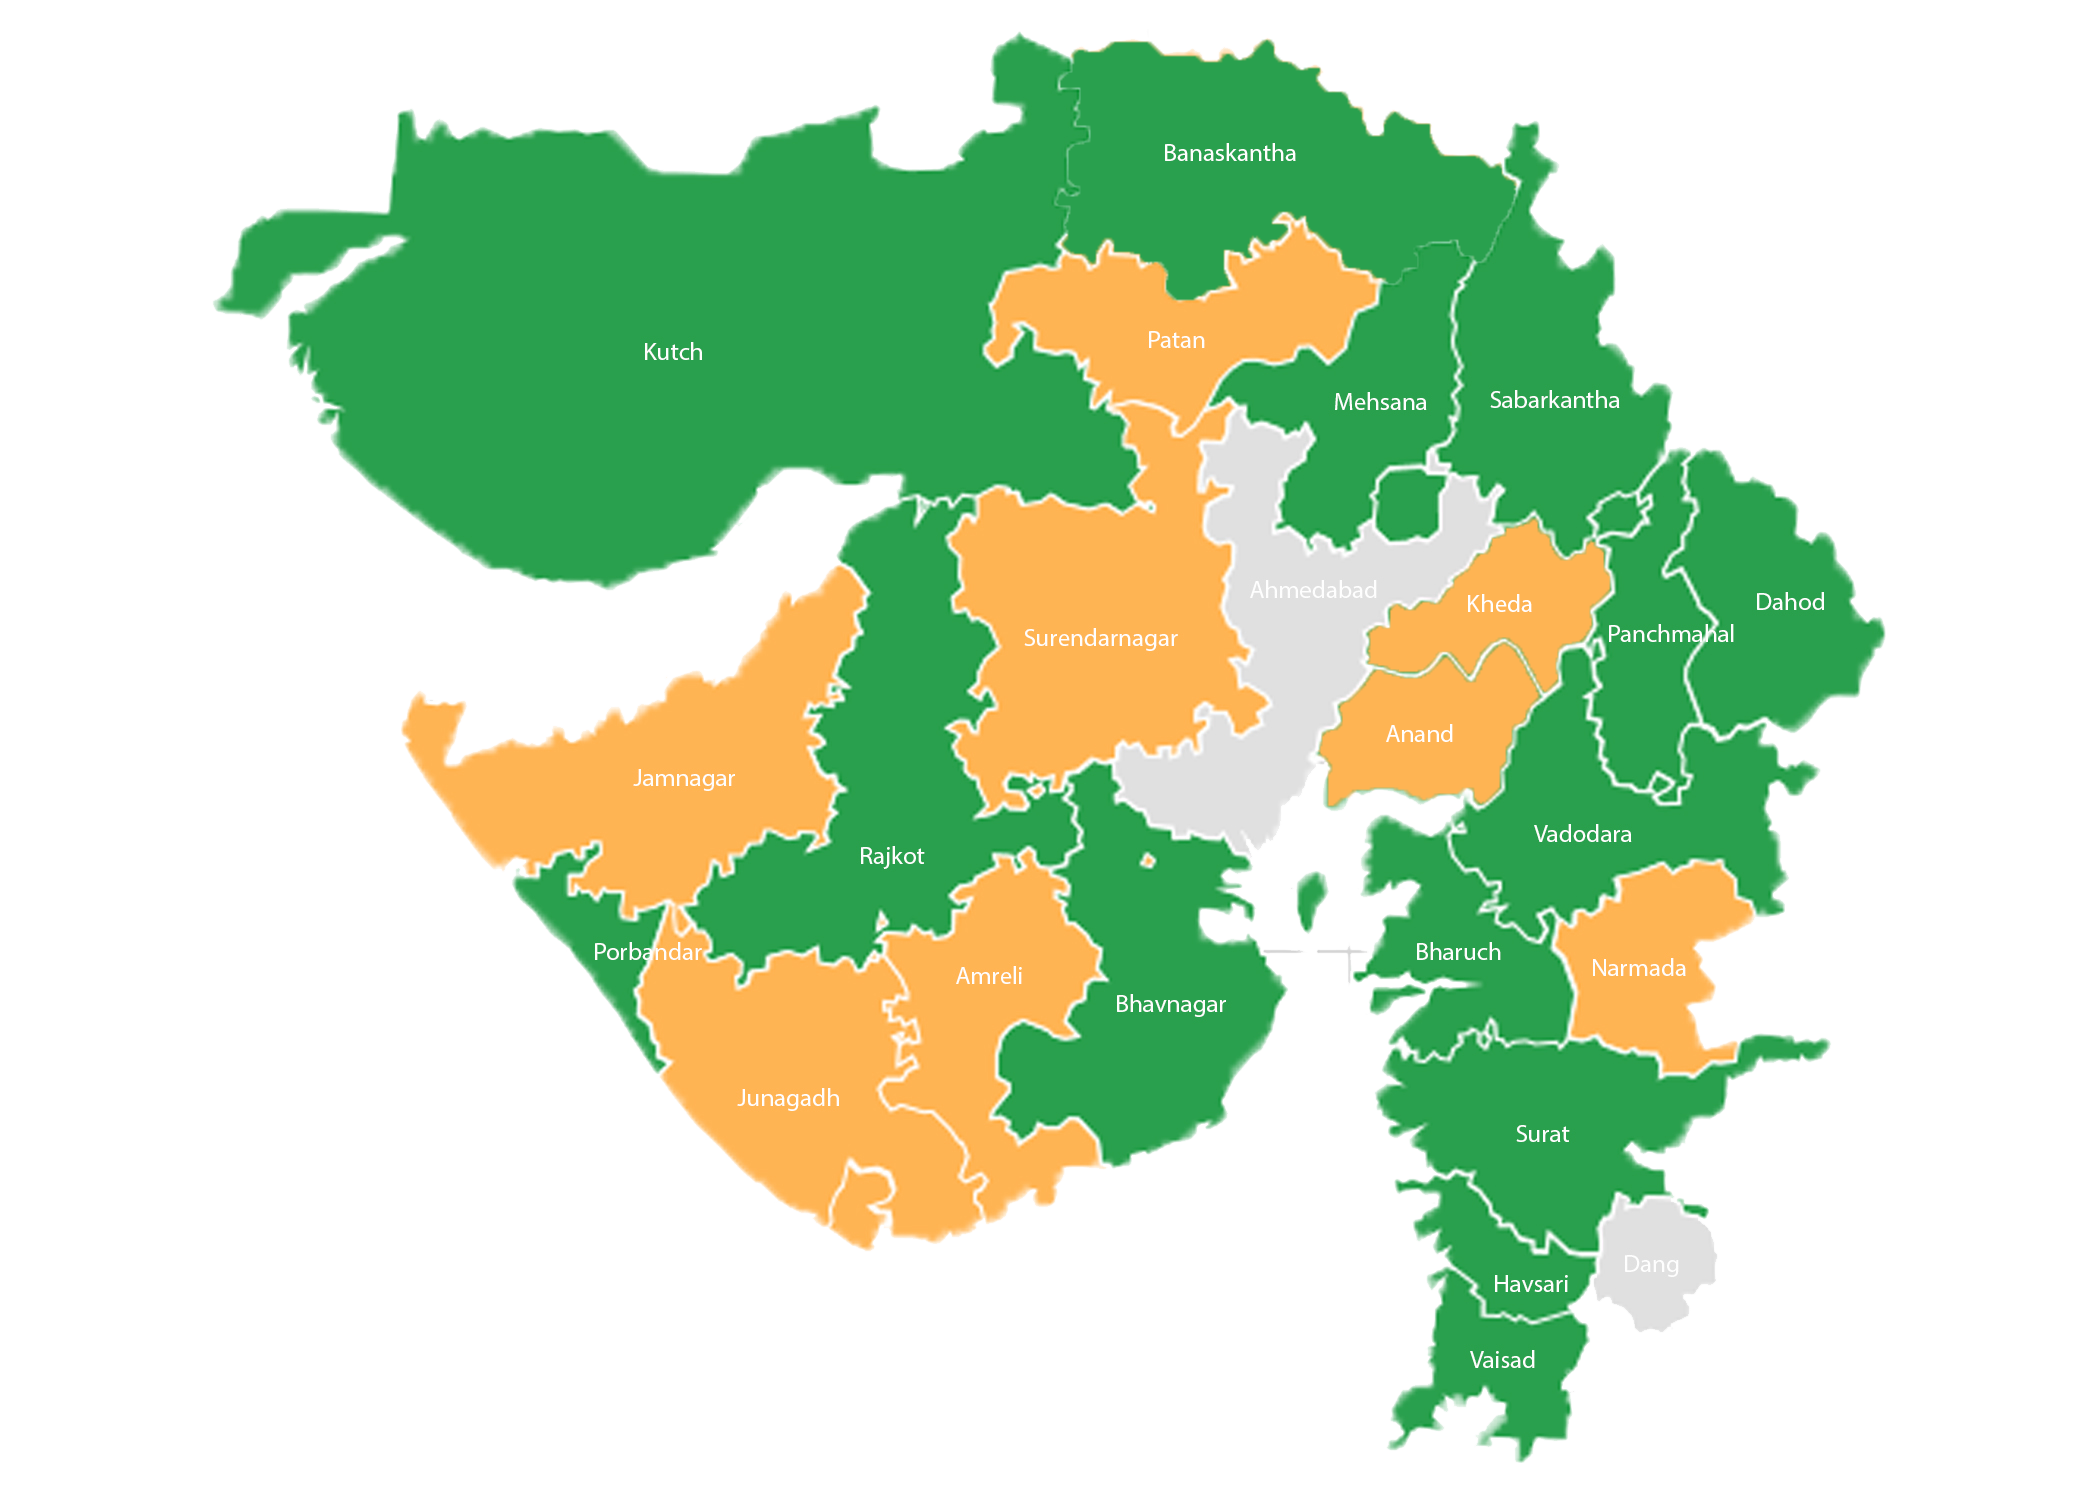 Banaskantha
Patan
Kutch
Mehsana
Sabarkantha
Ahmedabad
Kheda
Dahod
Panchmahal
Surendarnagar
Anand
Jamnagar
Vadodara
Rajkot
Porbandar
Bharuch
Narmada
Amreli
Bhavnagar
Junagadh
Surat
Dang
Havsari
Vaisad